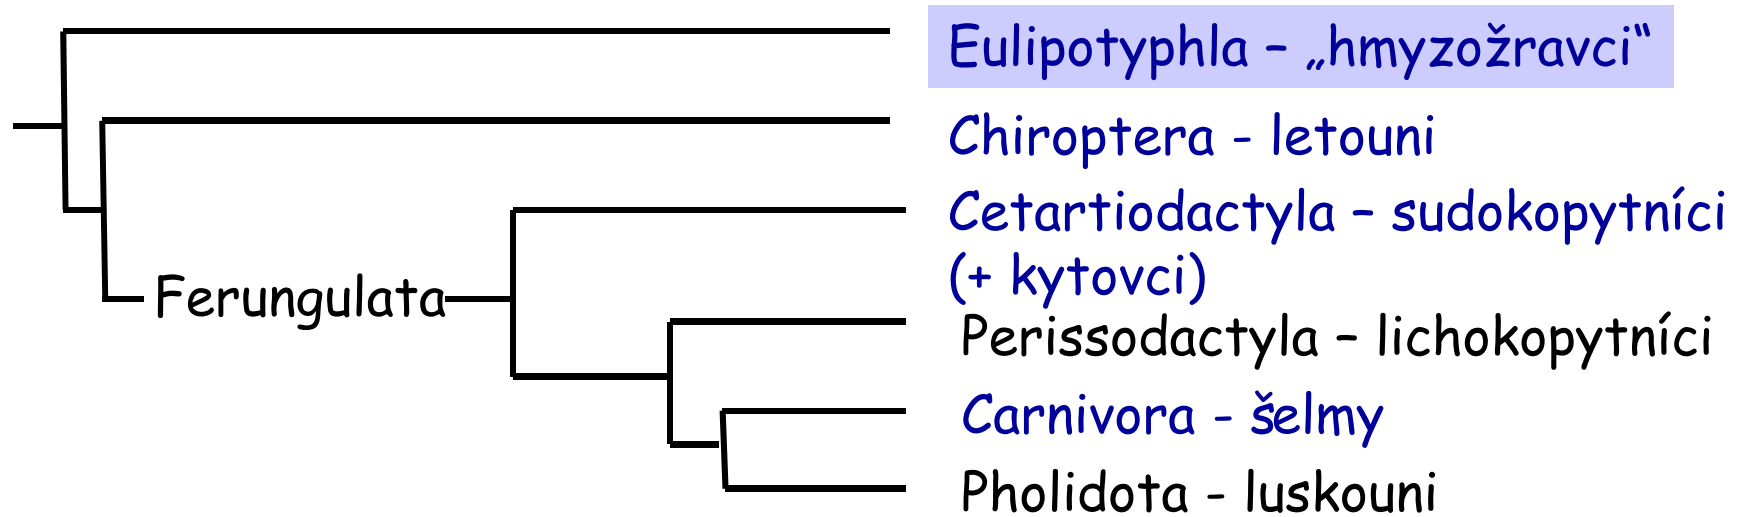 Eulipotyphla – „hmyzožravci“
Chiroptera - letouni
Cetartiodactyla – sudokopytníci
(+ kytovci)
Ferungulata
Perissodactyla – lichokopytníci
Carnivora - šelmy
Pholidota - luskouni